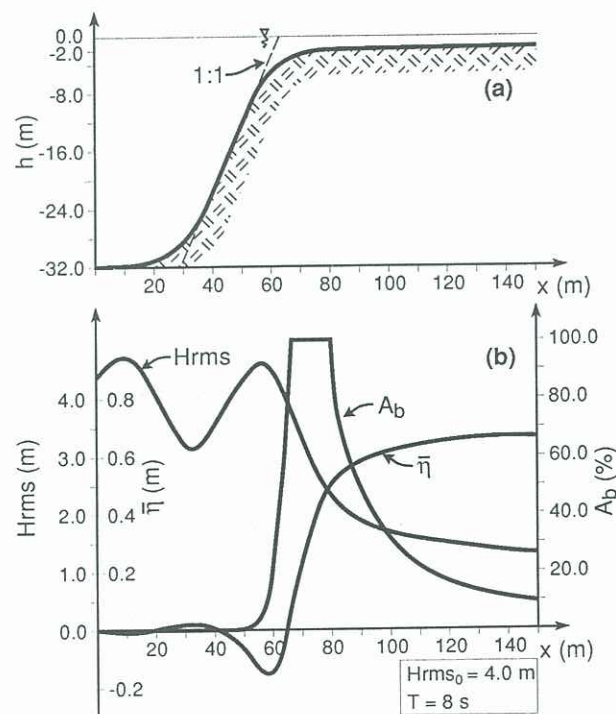 0.0
-2.0
-8.0
-16.0
-24.0
-32.0
h (m)
1:1
(a)
20 40 60 80 100 120 140
x (m)
(b)
Hrms
A_b
η̄
4.0
3.0
2.0
1.0
0.0
Hrms (m)
0.8
0.6
0.4
0.2
-0.2
η̄ (m)
100.0
80.0
60.0
40.0
20.0
10.0
A_b (%)
20 40 60 80 100 120 140
x (m)
Hrms₀ = 4.0 m
T = 8 s